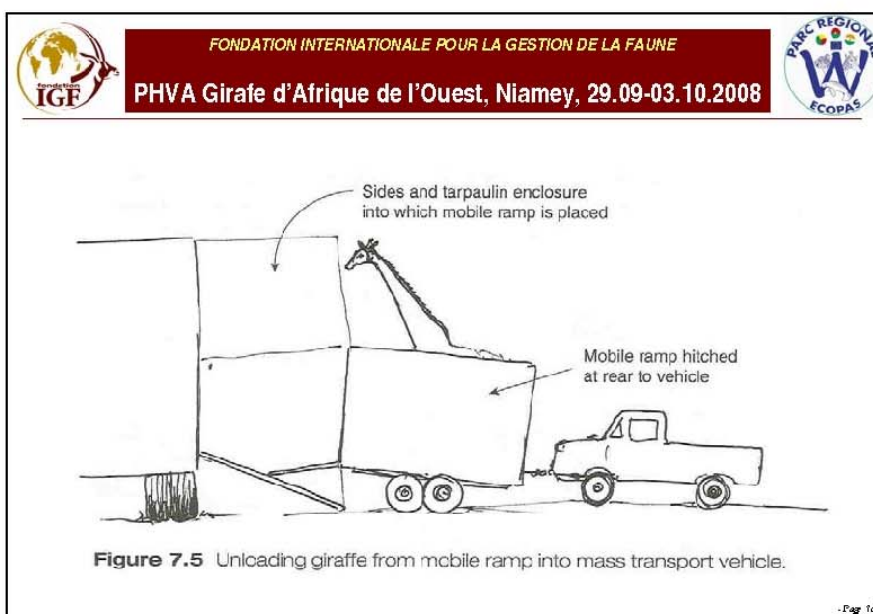 fondation
IGF
FONDATION INTERNATIONALE POUR LA GESTION DE LA FAUNE
PHVA Girafe d'Afrique de l'Ouest, Niamey, 29.09-03.10.2008
PARC REGIONAL
W
ECOPAS
Sides and tarpaulin enclosure
into which mobile ramp is placed
Mobile ramp hitched
at rear to vehicle
Figure 7.5 Unloading giraffe from mobile ramp into mass transport vehicle.
- Page